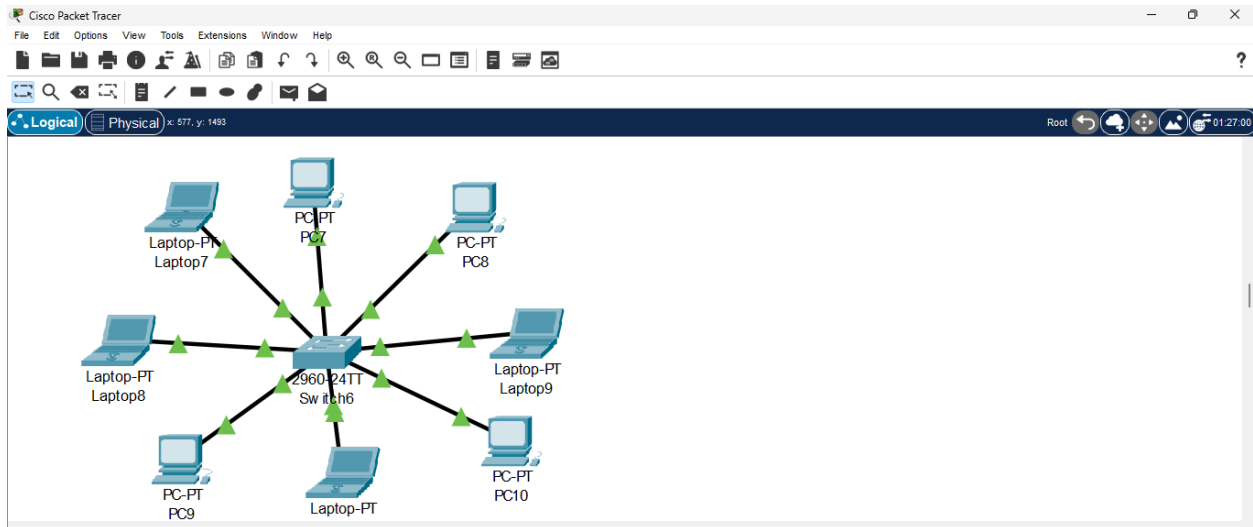 Cisco Packet Tracer
File Edit Options View Tools Extensions Window Help
?
Logical Physical x: 577, y: 1493 Root 01:27:00
PC-PT
PC7
Laptop-PT
Laptop7
PC-PT
PC8
Laptop-PT
Laptop8
2960-24TT
Switch6
Laptop-PT
Laptop9
PC-PT
PC9
Laptop-PT
PC-PT
PC10